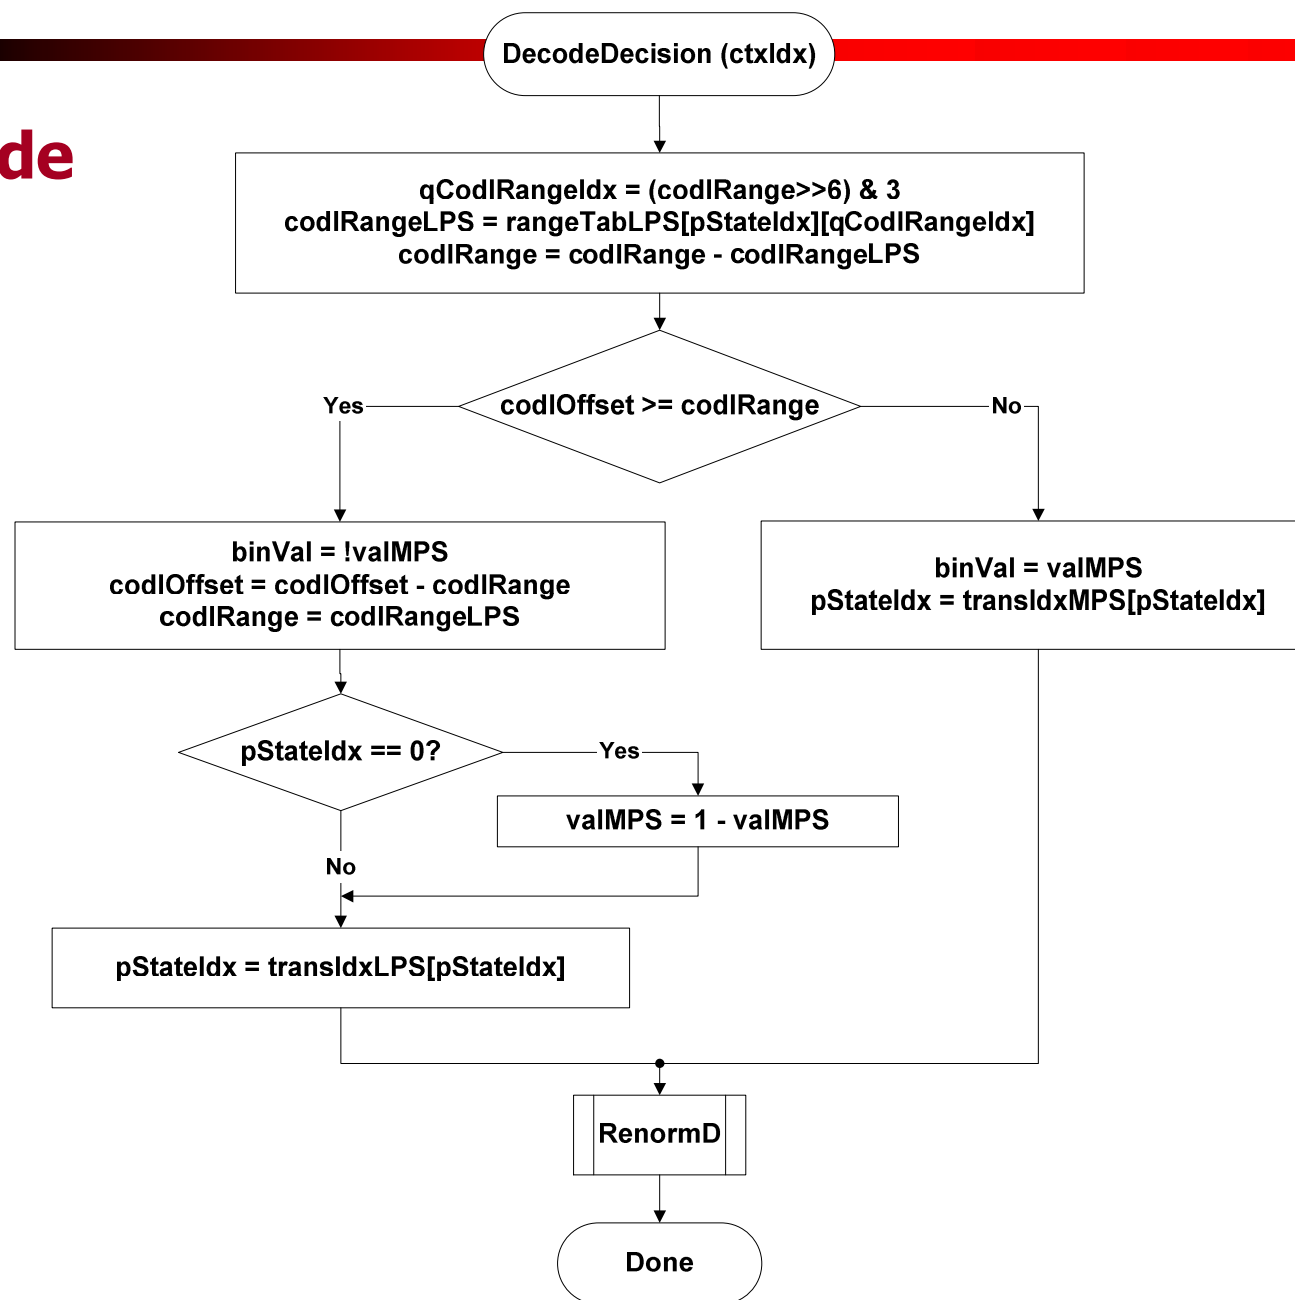 DecodeDecision (ctxIdx)
de
qCodIRangeIdx = (codIRange>>6) & 3
codIRangeLPS = rangeTabLPS[pStateIdx][qCodIRangeIdx]
codIRange = codIRange - codIRangeLPS
Yes
codIOffset >= codIRange
No
binVal = !valMPS
codIOffset = codIOffset - codIRange
codIRange = codIRangeLPS
binVal = valMPS
pStateIdx = transIdxMPS[pStateIdx]
pStateIdx == 0?
Yes
valMPS = 1 - valMPS
No
pStateIdx = transIdxLPS[pStateIdx]
RenormD
Done